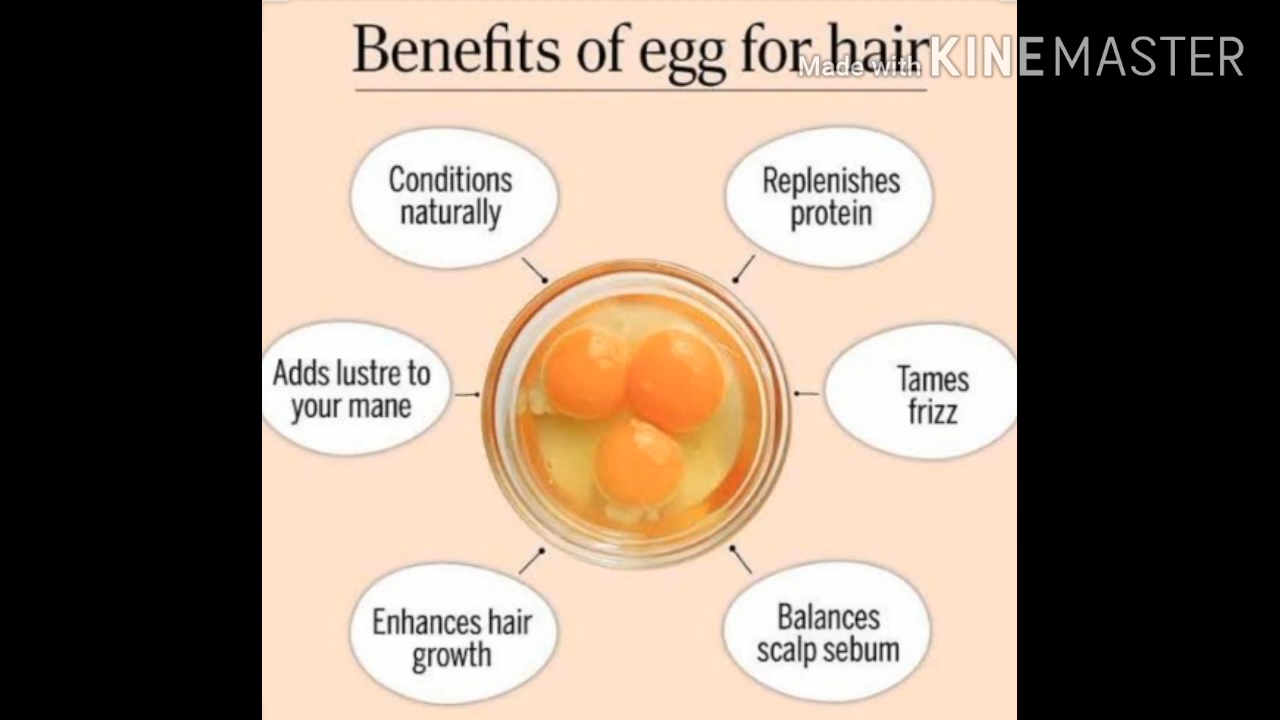 Benefits of egg for hair
Made with KINEMASTER
Conditions
naturally
Replenishes
protein
Adds lustre to
your mane
Tames
frizz
Enhances hair
growth
Balances
scalp sebum